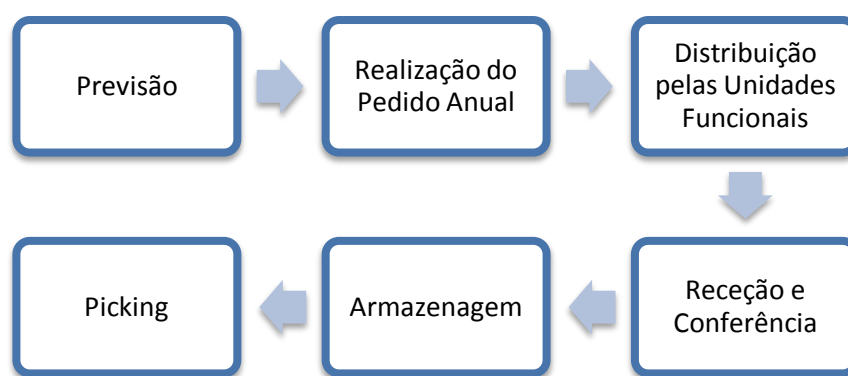 Previsão
Realização do
Pedido Anual
Distribuição
pelas Unidades
Funcionais
Receção e
Conferência
Armazenagem
Picking